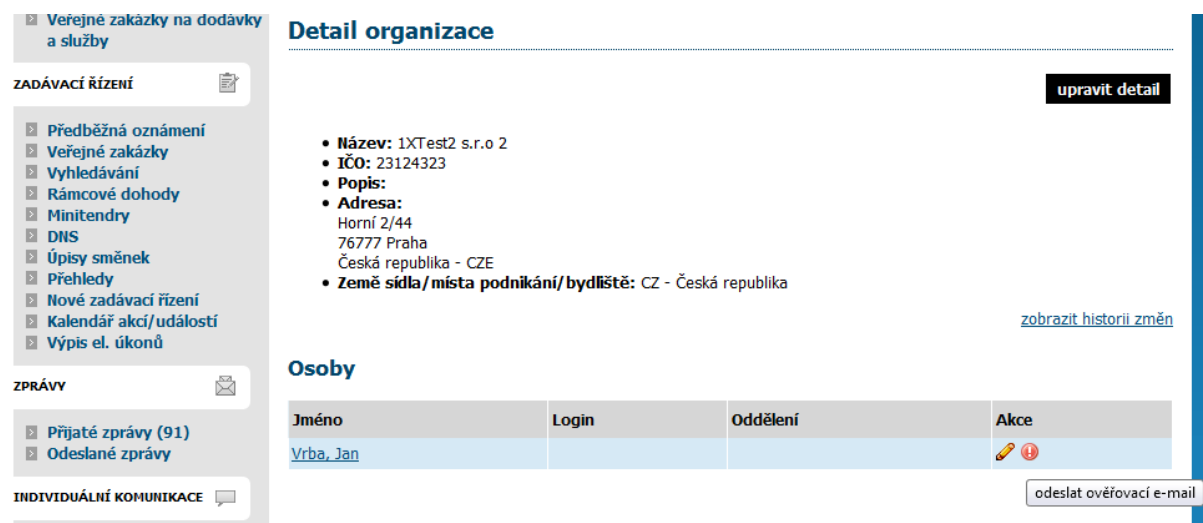 Veřejné zakázky na dodávky
a služby
ZADÁVACÍ ŘÍZENÍ
Předběžná oznámení
Veřejné zakázky
Vyhledávání
Rámcové dohody
Minitendry
DNS
Úpisy směnek
Přehledy
Nové zadávací řízení
Kalendář akcí/událostí
Výpis el. úkonů
ZPRÁVY
Přijaté zprávy (91)
Odeslané zprávy
INDIVIDUÁLNÍ KOMUNIKACE
Detail organizace
upravit detail
Název: 1XTest2 s.r.o 2
IČO: 23124323
Popis:
Adresa:
Horní 2/44
76777 Praha
Česká republika - CZE
Země sídla/místa podnikání/bydliště: CZ - Česká republika
zobrazit historii změn
Osoby
Jméno Login Oddělení Akce
Vrba, Jan
odeslat ověřovací e-mail